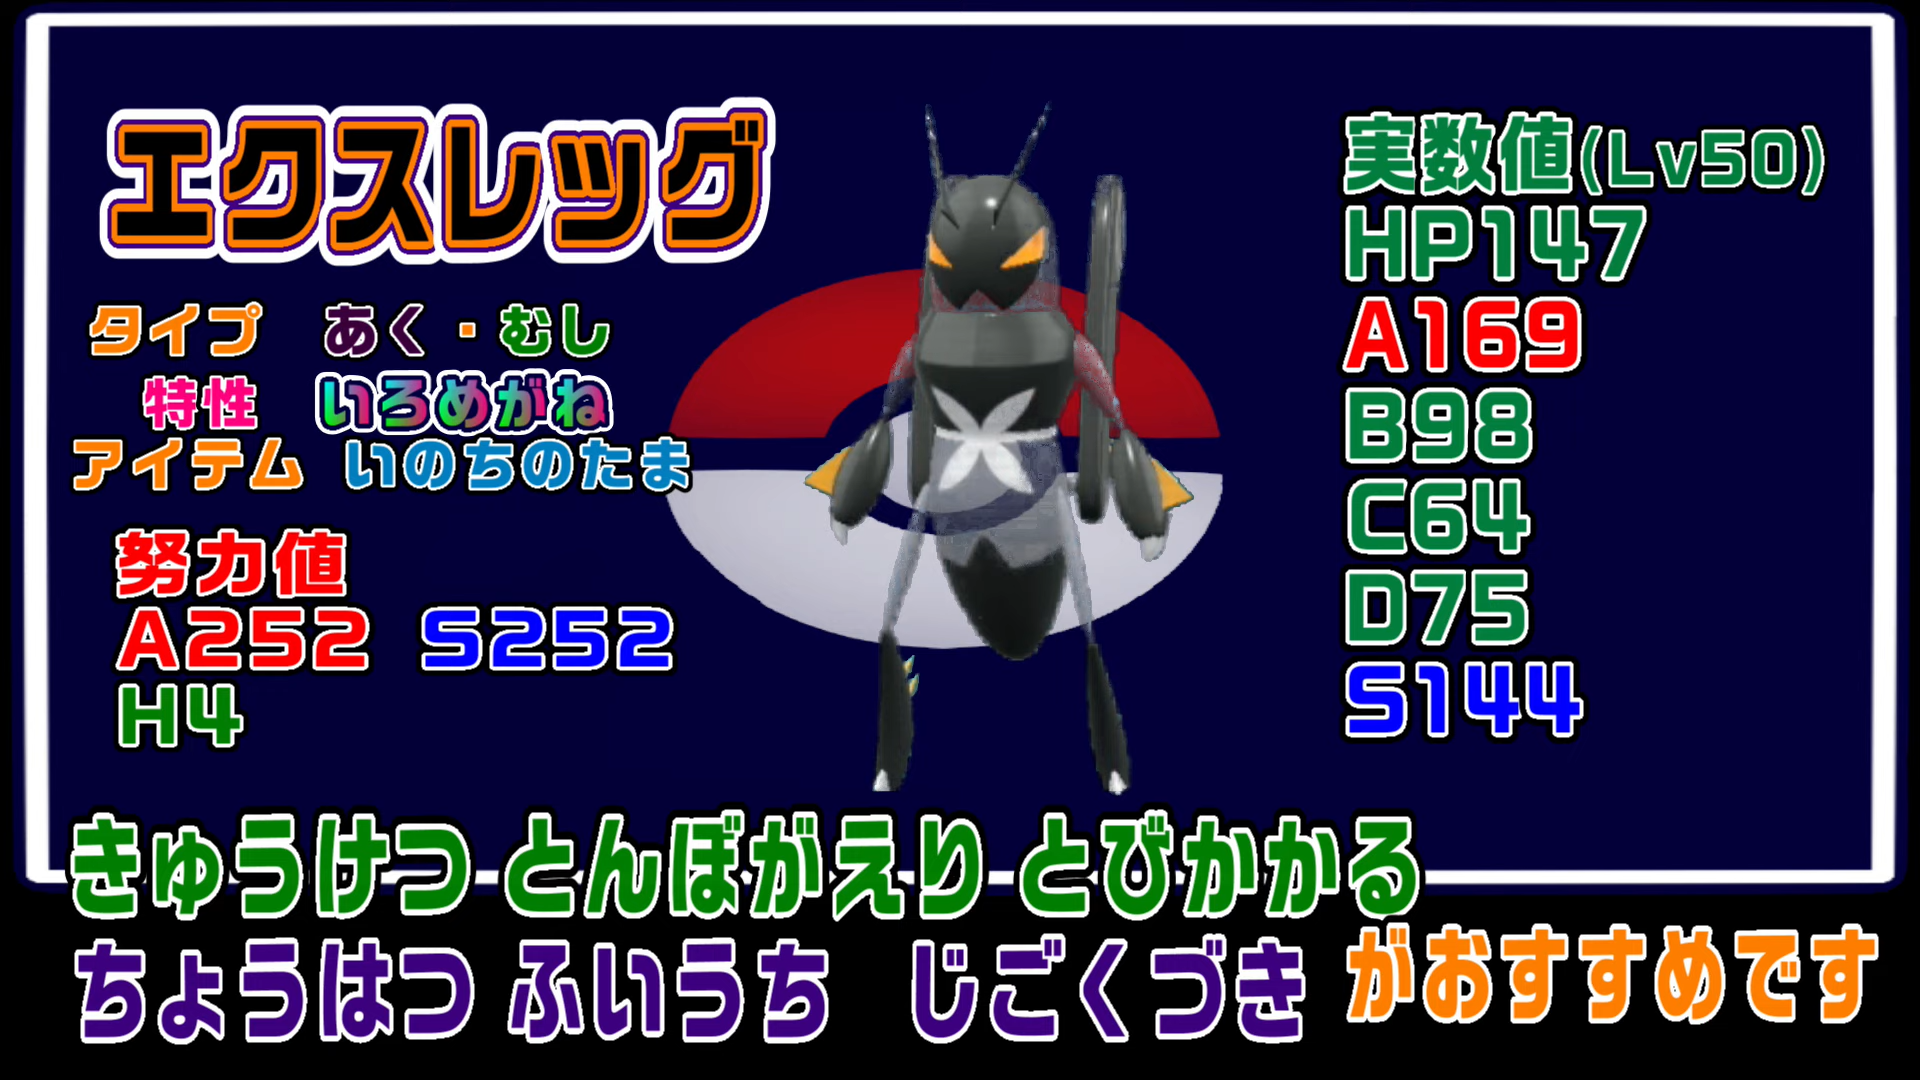 エクスレッグ
タイプ あく・むし
特性 いろめがね
アイテム いのちのたま
努力値
A252 S252
H4
実数値(Lv50)
HP147
A169
B98
C64
D75
S144
きゅうけつ とんぼがえり とびかかる
ちょうはつ ふいうち じごくづき がおすすめです